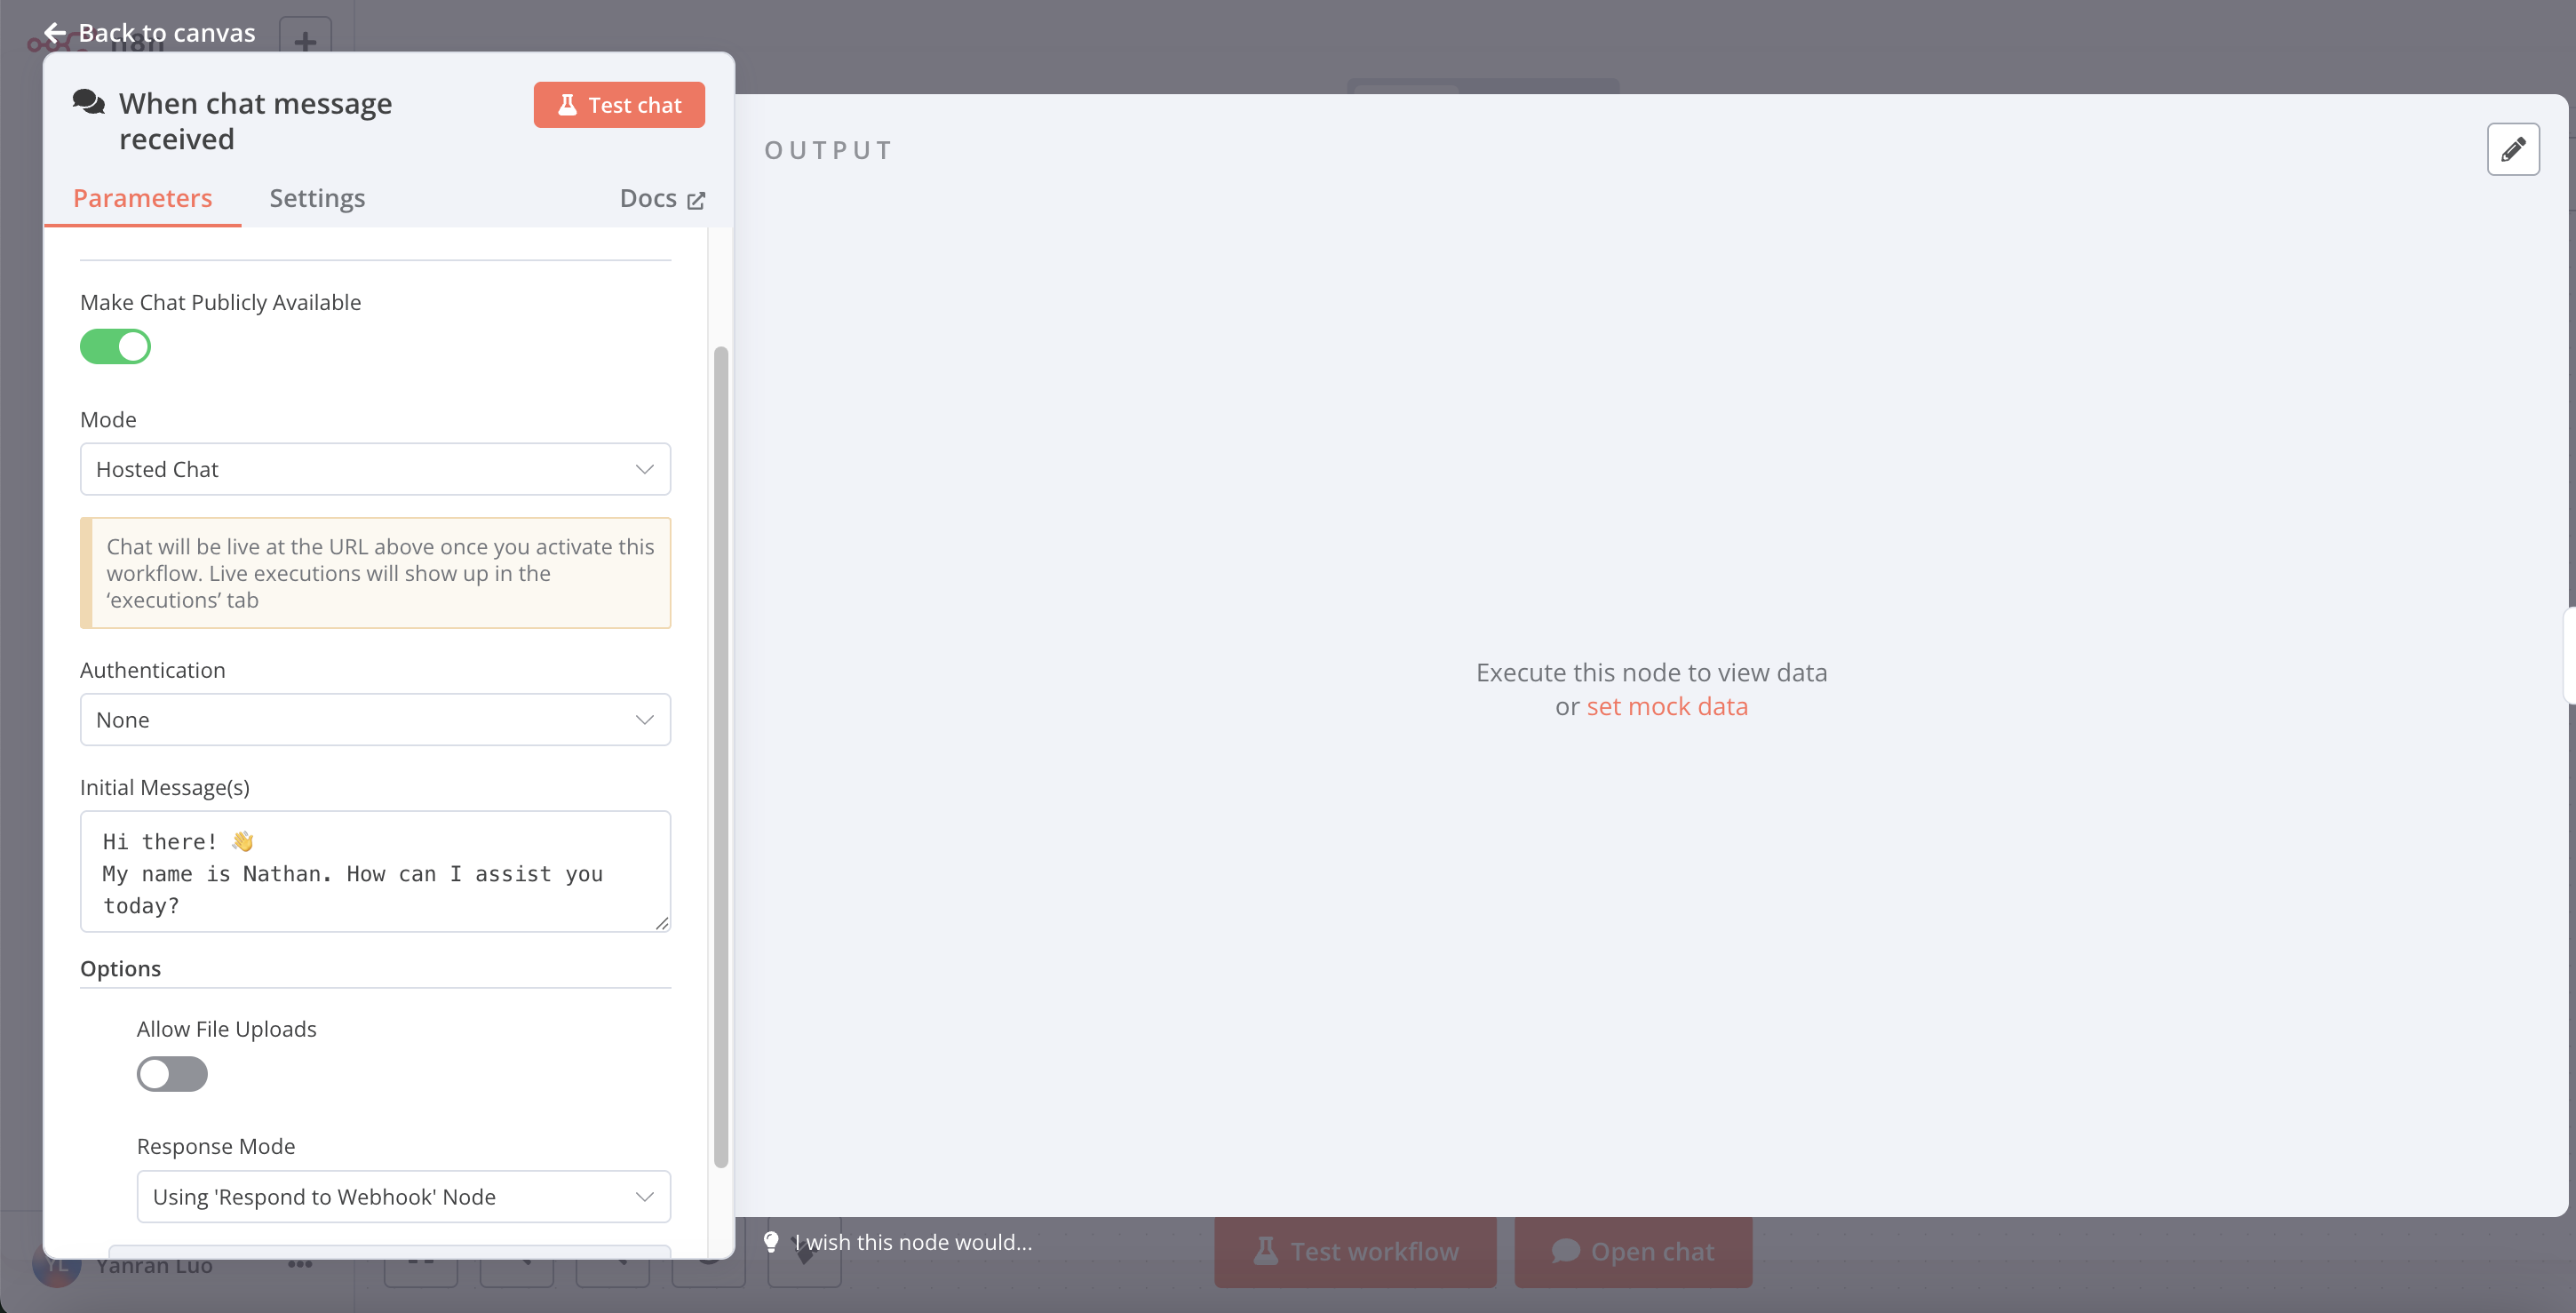 Back to canvas
When chat message
received
Test chat
Parameters
Settings
Docs
OUTPUT
Make Chat Publicly Available
Mode
Hosted Chat
Chat will be live at the URL above once you activate this
workflow. Live executions will show up in the
‘executions’ tab
Authentication
None
Initial Message(s)
Hi there! 👋
My name is Nathan. How can I assist you
today?
Options
Allow File Uploads
Response Mode
Using 'Respond to Webhook' Node
Execute this node to view data
or set mock data
I wish this node would...
Test workflow
Open chat
YL
Yanran Luo